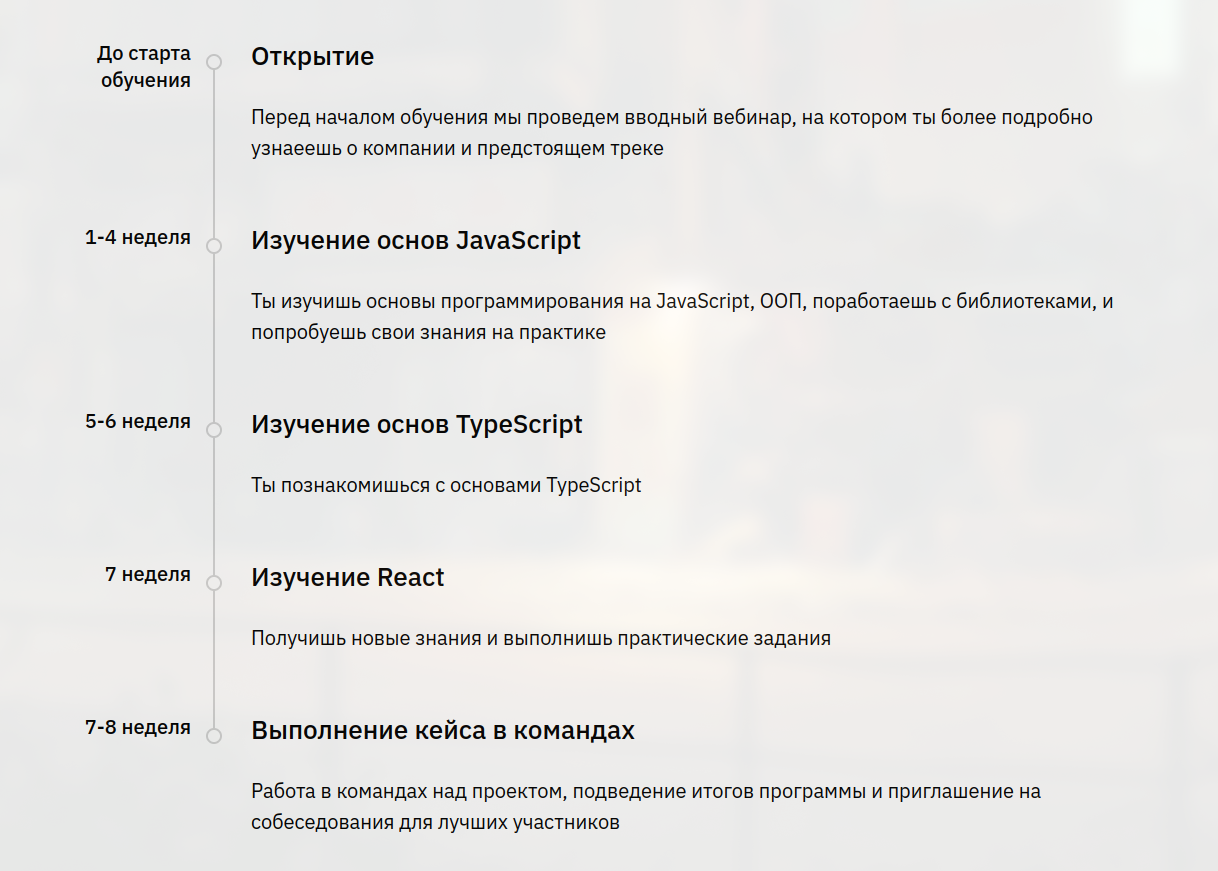 До старта
обучения
Открытие
Перед началом обучения мы проведем вводный вебинар, на котором ты более подробно
узнаеешь о компании и предстоящем треке
1-4 неделя
Изучение основ JavaScript
Ты изучишь основы программирования на JavaScript, ООП, поработаешь с библиотеками, и
попробуешь свои знания на практике
5-6 неделя
Изучение основ TypeScript
Ты познакомишься с основами TypeScript
7 неделя
Изучение React
Получишь новые знания и выполнишь практические задания
7-8 неделя
Выполнение кейса в командах
Работа в командах над проектом, подведение итогов программы и приглашение на
собеседования для лучших участников